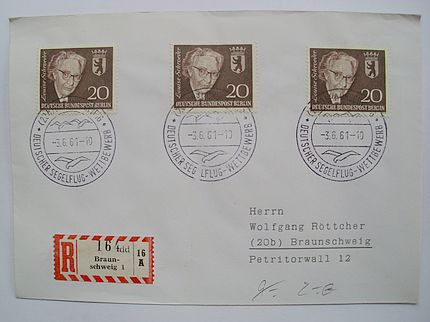 Louise Schroeder
20
DEUTSCHE BUNDESPOST BERLIN
Louise Schroeder
20
DEUTSCHE BUNDESPOST BERLIN
Louise Schroeder
20
DEUTSCHE BUNDESPOST BERLIN
-3.6.61-10
DEUTSCHER SEGELFLUG-WETTBEWERB
-3.6.61-10
DEUTSCHER SEGELFLUG-WETTBEWERB
-3.6.61-10
DEUTSCHER SEGELFLUG-WETTBEWERB
Herrn
Wolfgang Röttcher
(20b) Braunschweig
Petritorwall 12
R
164
Braun-
schweig 1
16
A